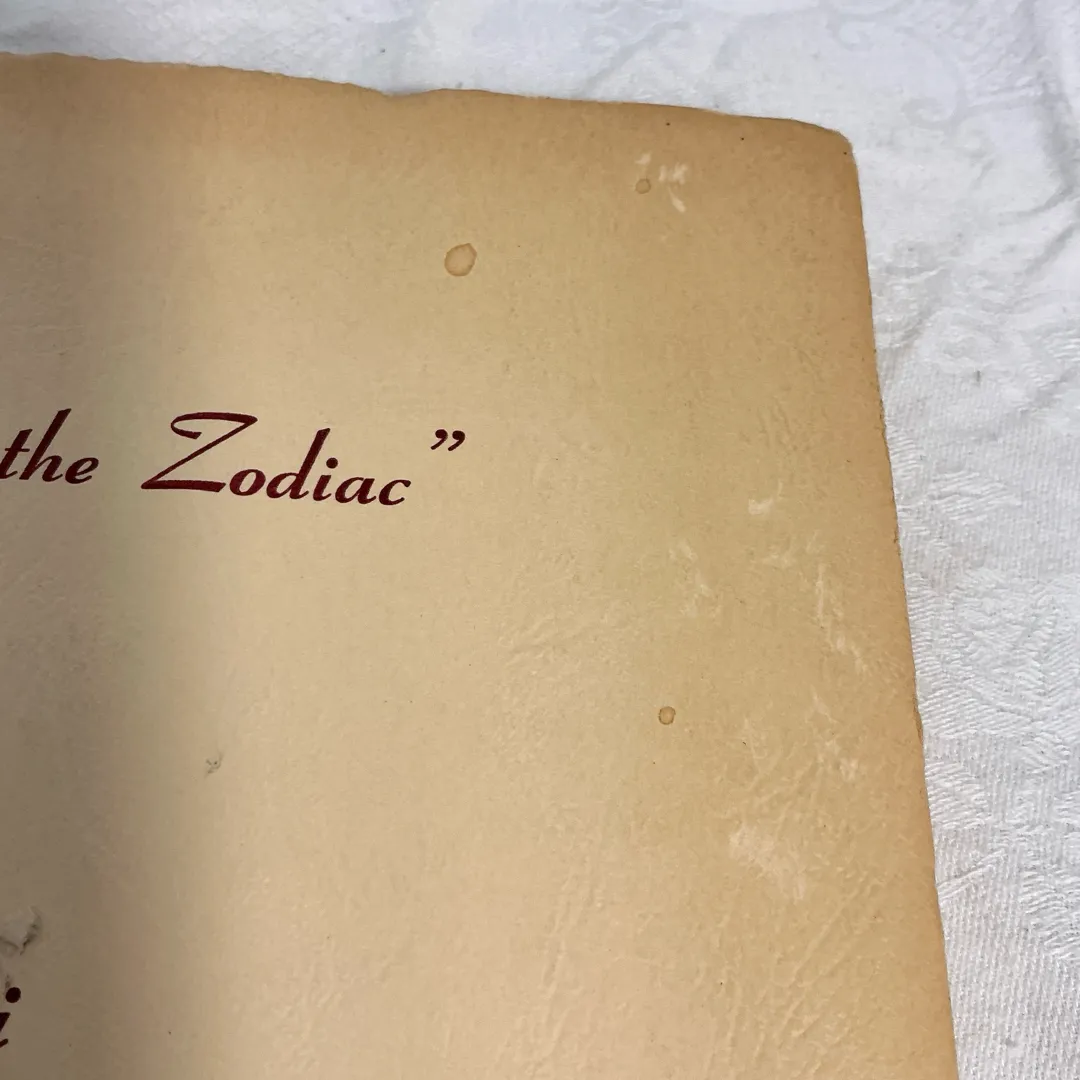 the Zodiac”
i